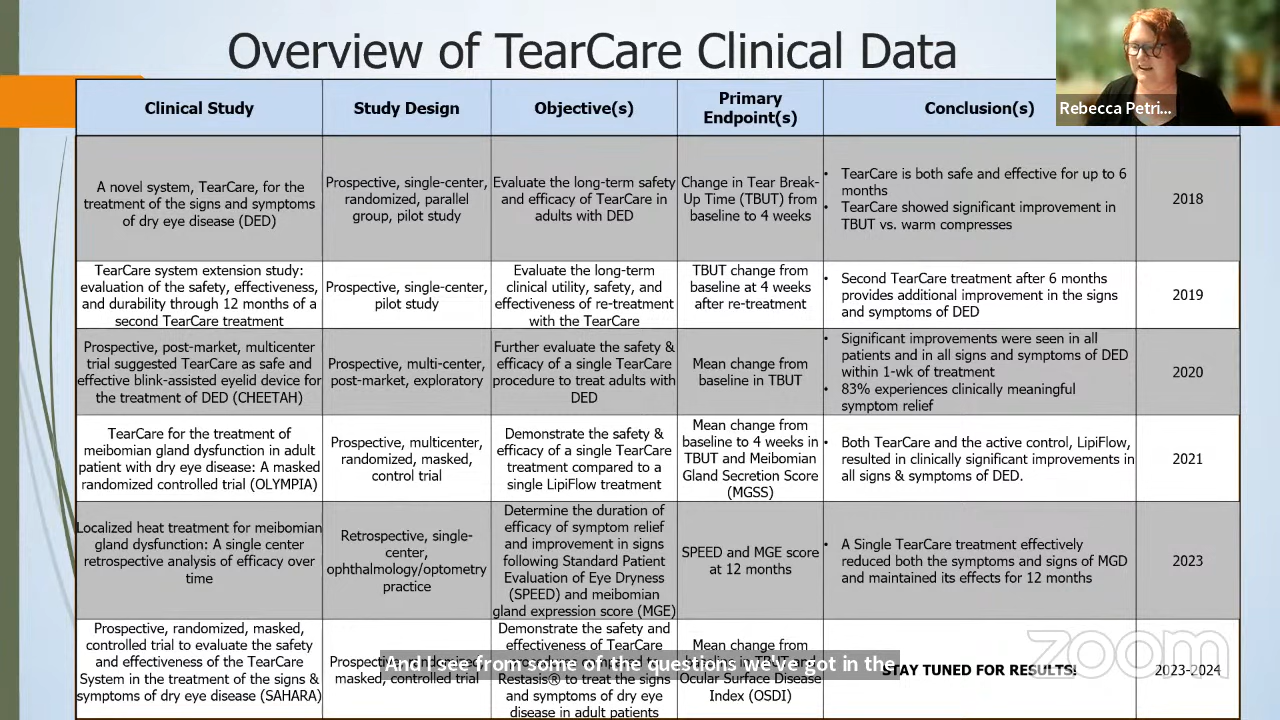 Overview of TearCare Clinical Data
Rebecca Petri...
Clinical Study
Study Design
Objective(s)
Primary
Endpoint(s)
Conclusion(s)
A novel system, TearCare, for the
treatment of the signs and symptoms
of dry eye disease (DED)
Prospective, single-center,
randomized, parallel
group, pilot study
Evaluate the long-term safety
and efficacy of TearCare in
adults with DED
Change in Tear Break-
Up Time (TBUT) from
baseline to 4 weeks
• TearCare is both safe and effective for up to 6
months
• TearCare showed significant improvement in
TBUT vs. warm compresses
2018
TearCare system extension study:
evaluation of the safety, effectiveness,
and durability through 12 months of a
second TearCare treatment
Prospective, single-center,
pilot study
Evaluate the long-term
clinical utility, safety, and
effectiveness of re-treatment
with the TearCare
TBUT change from
baseline at 4 weeks
after re-treatment
• Second TearCare treatment after 6 months
provides additional improvement in the signs
and symptoms of DED
2019
Prospective, post-market, multicenter
trial suggested TearCare as safe and
effective blink-assisted eyelid device for
the treatment of DED (CHEETAH)
Prospective, multi-center,
post-market, exploratory
Further evaluate the safety &
efficacy of a single TearCare
procedure to treat adults with
DED
Mean change from
baseline in TBUT
• Significant improvements were seen in all
patients and in all signs and symptoms of DED
within 1-wk of treatment
• 83% experiences clinically meaningful
symptom relief
2020
TearCare for the treatment of
meibomian gland dysfunction in adult
patient with dry eye disease: A masked
randomized controlled trial (OLYMPIA)
Prospective, multicenter,
randomized, masked,
control trial
Demonstrate the safety &
efficacy of a single TearCare
treatment compared to a
single LipiFlow treatment
Mean change from
baseline to 4 weeks in
TBUT and Meibomian
Gland Secretion Score
(MGSS)
• Both TearCare and the active control, LipiFlow,
resulted in clinically significant improvements in
all signs & symptoms of DED.
2021
Localized heat treatment for meibomian
gland dysfunction: A single center
retrospective analysis of efficacy over
time
Retrospective, single-
center,
ophthalmology/optometry
practice
Determine the duration of
efficacy of symptom relief
and improvement in signs
following Standard Patient
Evaluation of Eye Dryness
(SPEED) and meibomian
gland expression score (MGE)
SPEED and MGE score
at 12 months
• A Single TearCare treatment effectively
reduced both the symptoms and signs of MGD
and maintained its effects for 12 months
2023
Prospective, randomized, masked,
controlled trial to evaluate the safety
and effectiveness of the TearCare
System in the treatment of the signs &
symptoms of dry eye disease (SAHARA)
masked, controlled trial
Demonstrate the safety and
effectiveness of TearCare
Restasis® to treat the signs
and symptoms of dry eye
disease in adult patients
Mean change from
Ocular Surface Disease
Index (OSDI)
STAY TUNED FOR RESULTS!
2023-2024
And I see from some of the questions we've got in the
zoom